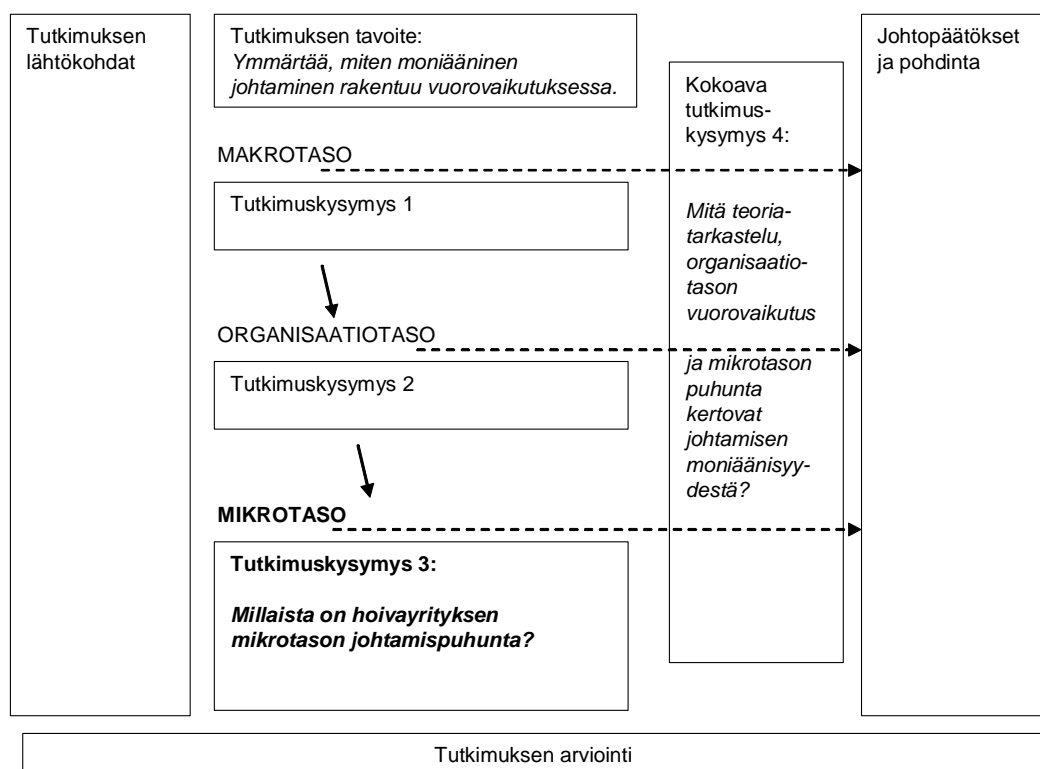 Tutkimuksen
lähtökohdat
Tutkimuksen tavoite:
Ymmärtää, miten moniääninen
johtaminen rakentuu vuorovaikutuksessa.
MAKROTASO
Tutkimuskysymys 1
ORGANISAATIOTASO
Tutkimuskysymys 2
MIKROTASO
Tutkimuskysymys 3:
Millaista on hoivayrityksen
mikrotason johtamispuhunta?
Kokoava
tutkimus-
kysymys 4:
Mitä teoria-
tarkastelu,
organisaatio-
tason
vuorovaikutus
ja mikrotason
puhunta
kertovat
johtamisen
moniäänisyy-
destä?
Johtopäätökset
ja pohdinta
Tutkimuksen arviointi